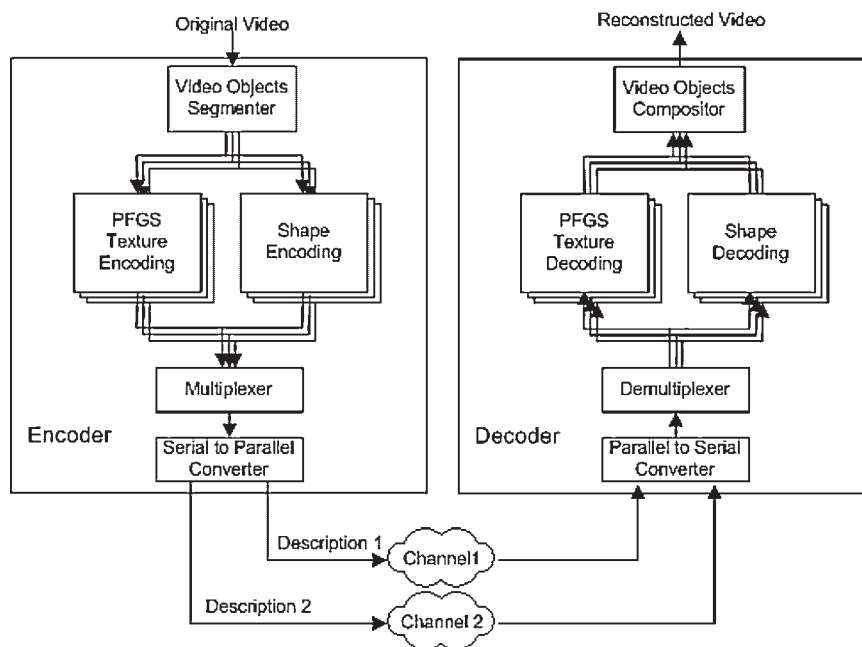 Original Video
Video Objects
Segmenter
PFGS
Texture
Encoding
Shape
Encoding
Multiplexer
Encoder
Serial to Parallel
Converter
Reconstructed Video
Video Objects
Compositor
PFGS
Texture
Decoding
Shape
Decoding
Demultiplexer
Decoder
Parallel to Serial
Converter
Description 1
Channel1
Description 2
Channel 2